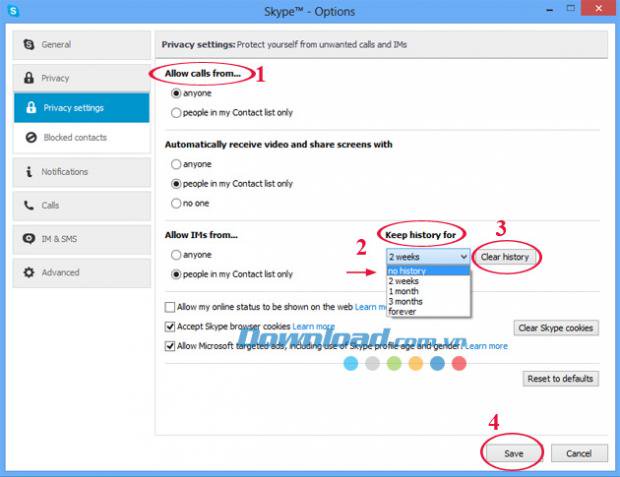 Skype™ - Options
General
Privacy
Privacy settings
Blocked contacts
Notifications
Calls
IM & SMS
Advanced
Privacy settings: Protect yourself from unwanted calls and IMs
Allow calls from... 1
anyone
people in my Contact list only
Automatically receive video and share screens with
anyone
people in my Contact list only
no one
Allow IMs from... 2 Keep history for 3
anyone 2 weeks Clear history
people in my Contact list only no history
2 weeks
1 month
3 months
forever
Allow my online status to be shown on the web Learn
Accept Skype browser cookies Learn more Clear Skype cookies
Download.com.vn
Allow Microsoft targeted ads, including use of Skype profile age and gender. Learn more
Reset to defaults
4
Save Cancel